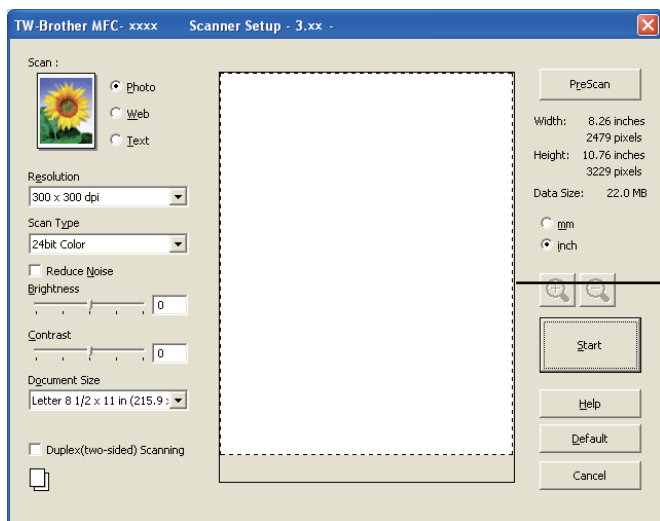 TW-Brother MFC- xxxx Scanner Setup - 3.xx -
Scan :
Photo
Web
Text
Resolution
300 x 300 dpi
Scan Type
24bit Color
Reduce Noise
Brightness
0
Contrast
0
Document Size
Letter 8 1/2 x 11 in (215.9 :
Duplex(two-sided) Scanning
PreScan
Width: 8.26 inches
2479 pixels
Height: 10.76 inches
3229 pixels
Data Size: 22.0 MB
mm
inch
Start
Help
Default
Cancel